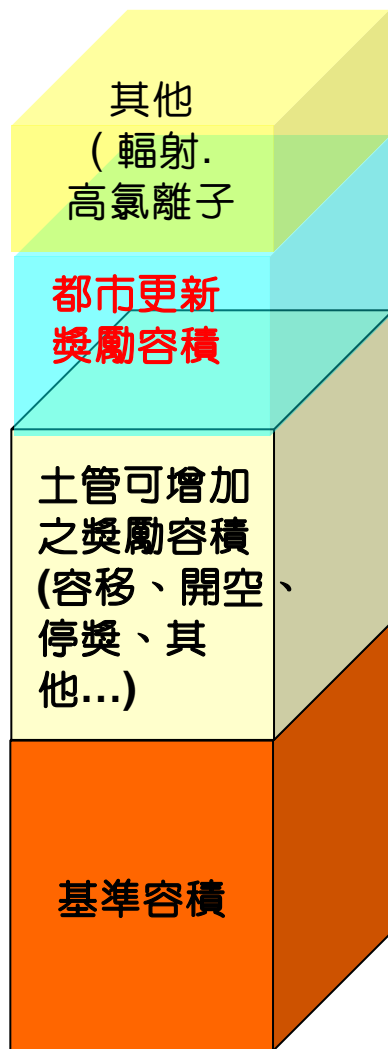 其他
( 輻射.
高氯離子
都市更新
獎勵容積
土管可增加
之獎勵容積
(容移、開空、
停獎、其
他...)
基準容積